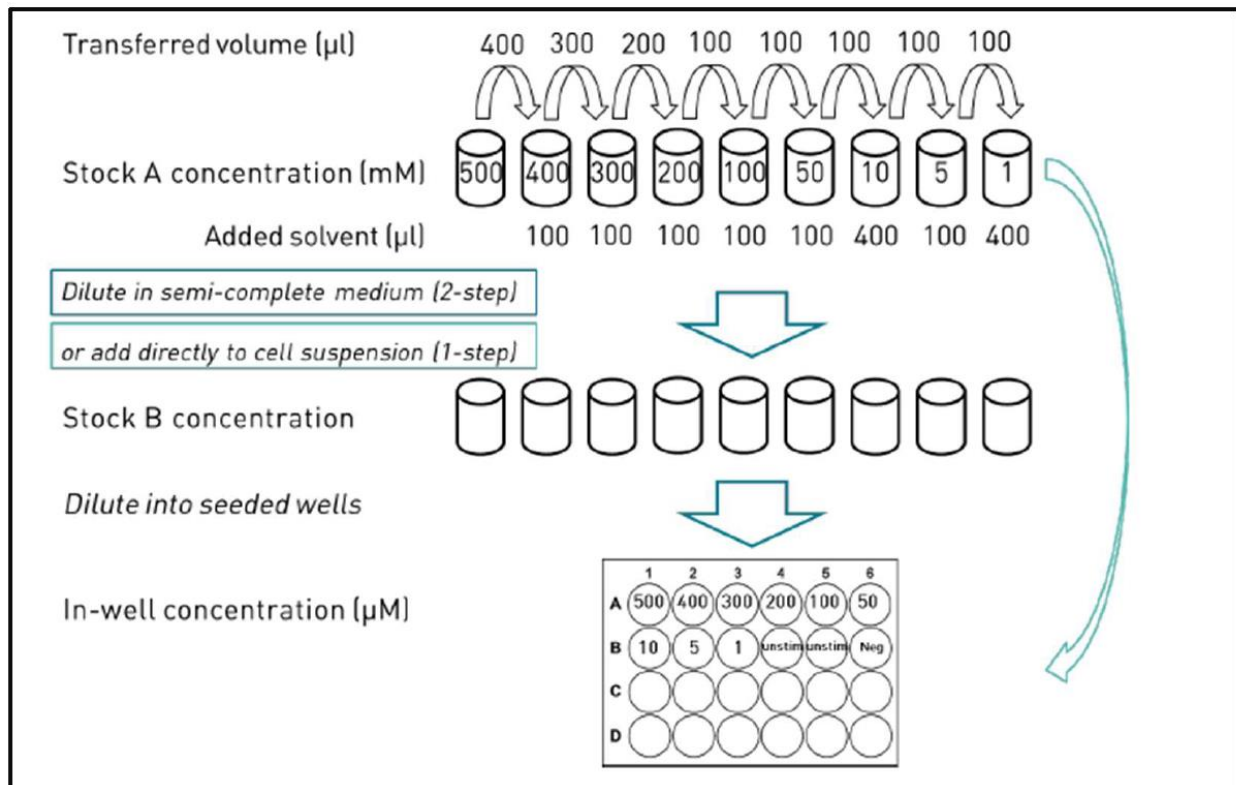 Transferred volume (µl) 400 300 200 100 100 100 100 100
Stock A concentration (mM) 500 400 300 200 100 50 10 5 1
Added solvent (µl) 100 100 100 100 100 400 100 400
Dilute in semi-complete medium (2-step)
or add directly to cell suspension (1-step)
Stock B concentration
Dilute into seeded wells
1 2 3 4 5 6
In-well concentration (µM) A 500 400 300 200 100 50
B 10 5 1 unstim unstim Neg
C
D